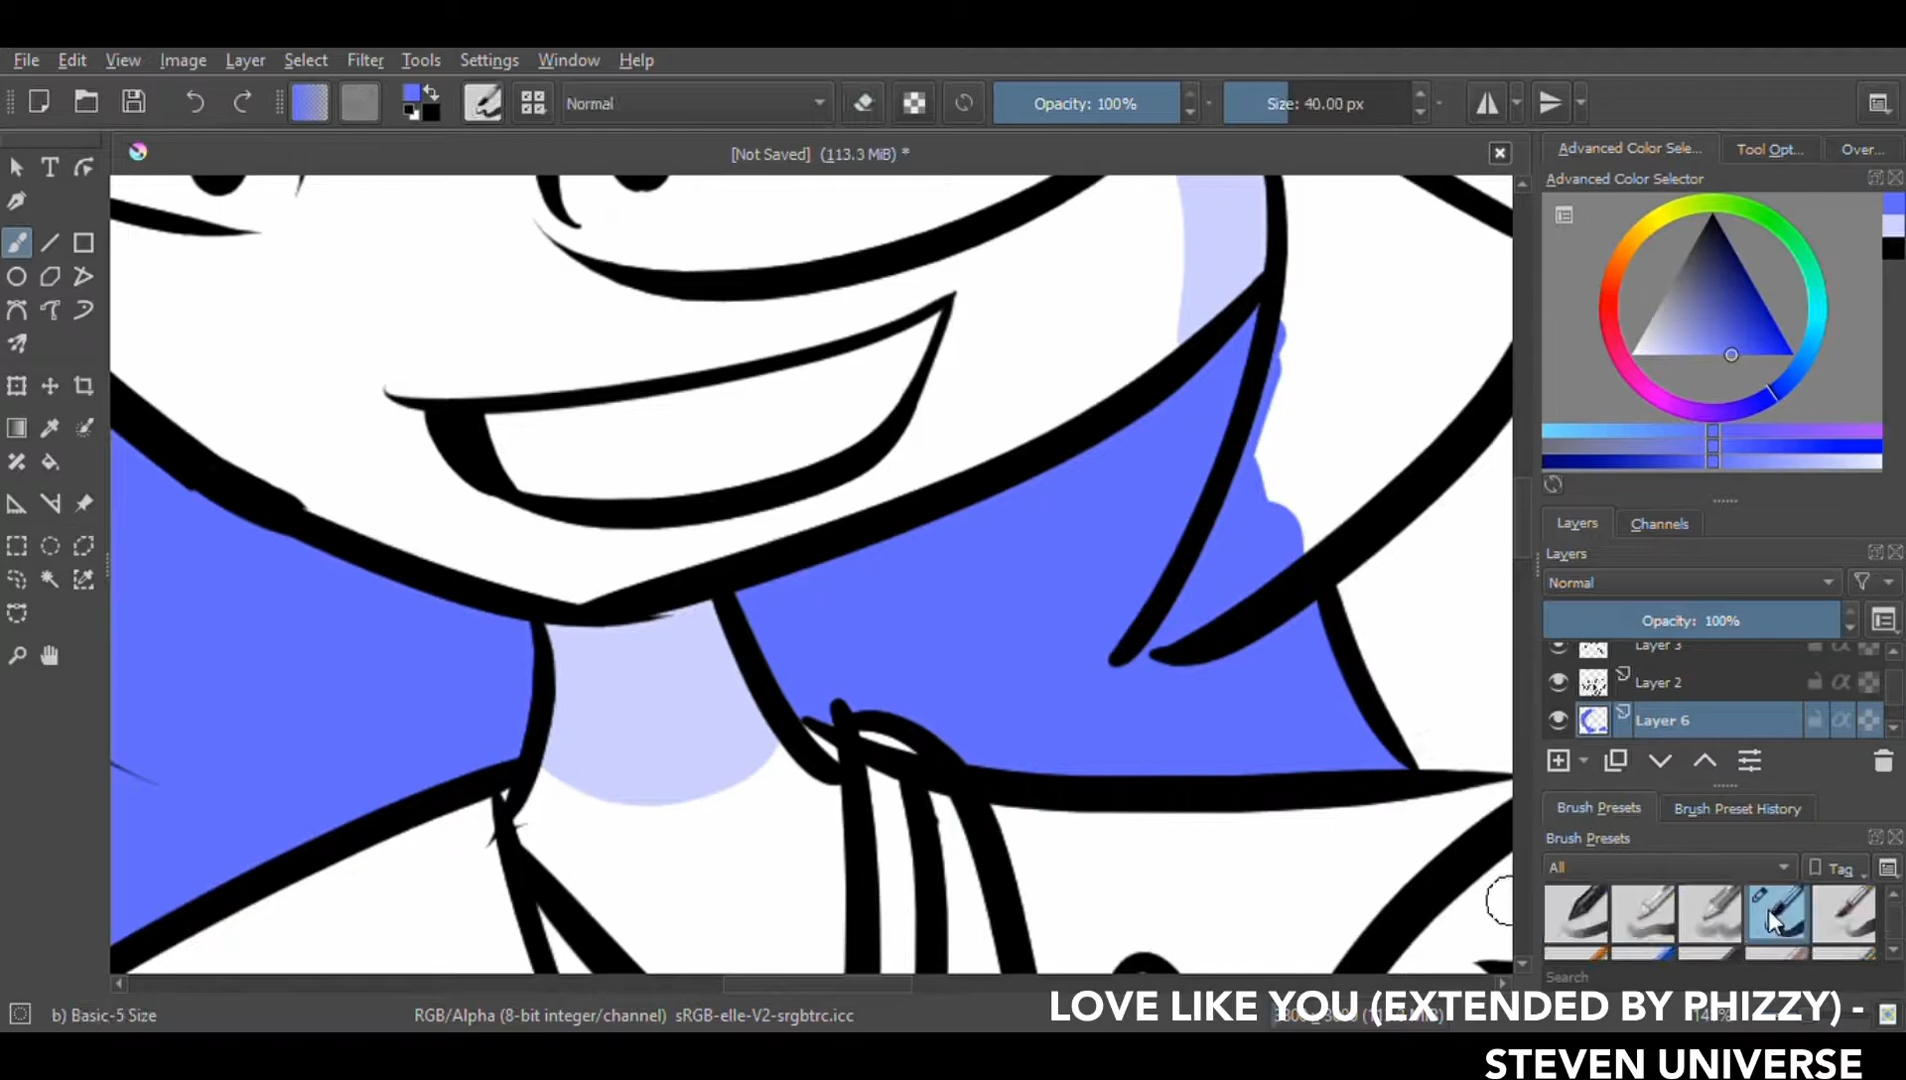 File Edit View Image Layer Select Filter Tools Settings Window Help
Normal Opacity: 100% Size: 40.00 px
[Not Saved] (113.3 MiB) *
Advanced Color Sele... Tool Opt... Over...
Advanced Color Selector
Layers Channels
Layers
Normal
Opacity: 100%
Layer 3
Layer 2
Layer 6
Brush Presets Brush Preset History
Brush Presets
All Tag
Search
b) Basic-5 Size RGB/Alpha (8-bit integer/channel) sRGB-elle-V2-srgbtrc.icc
LOVE LIKE YOU (EXTENDED BY PHIZZY) -
STEVEN UNIVERSE